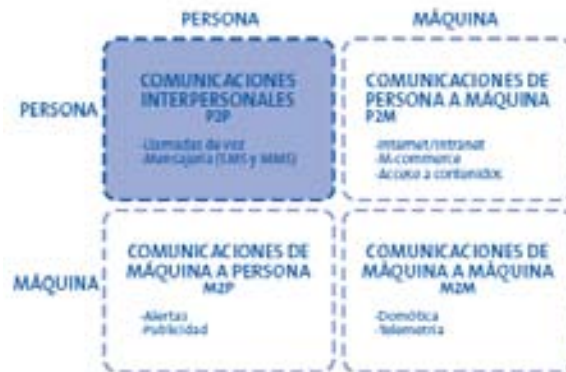 PERSONA
MÁQUINA
PERSONA
COMUNICACIONES
INTERPERSONALES
P2P
-Llamadas de voz
-Mensajería (SMS y MMS)
COMUNICACIONES DE
PERSONA A MÁQUINA
P2M
-Internet/Intranet
-M-commerce
-Acceso a contenidos
MÁQUINA
COMUNICACIONES DE
MÁQUINA A PERSONA
M2P
-Alertas
-Publicidad
COMUNICACIONES DE
MÁQUINA A MÁQUINA
M2M
-Domótica
-Telemetría